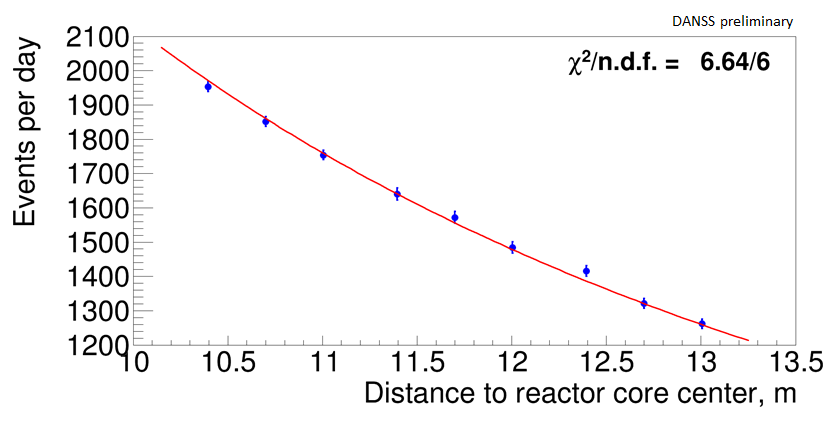 DANSS preliminary
χ²/n.d.f. = 6.64/6
Events per day
2100
2000
1900
1800
1700
1600
1500
1400
1300
1200
10 10.5 11 11.5 12 12.5 13 13.5
Distance to reactor core center, m